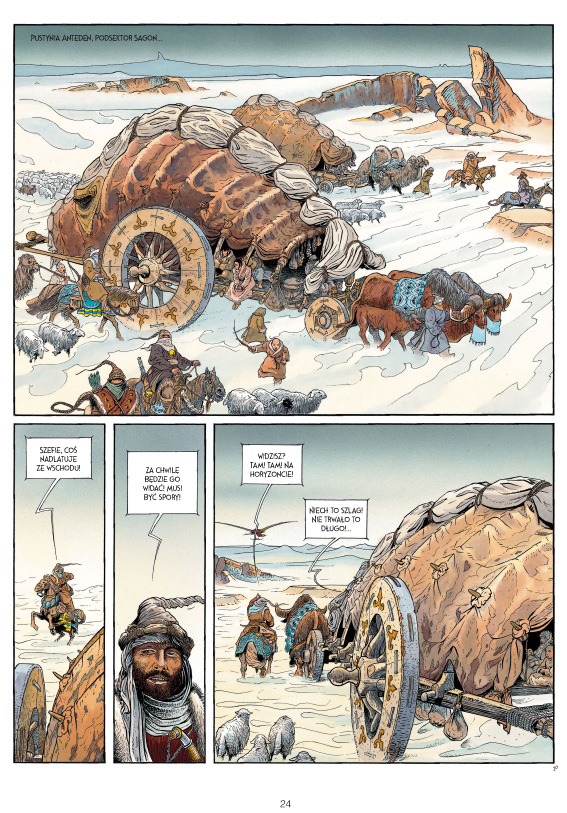 PUSTYNIA ANTEDEN, PODSEKTOR SAGON...
SZEFIE, COŚ
NADLATUJE
ZE WSCHODU!
ZA CHWILĘ
BĘDZIE GO
WIDAĆ! MUSI
BYĆ SPORY!
WIDZISZ?
TAM! TAM! NA
HORYZONCIE!
NIECH TO SZLAG!
NIE TRWAŁO TO
DŁUGO!...
24